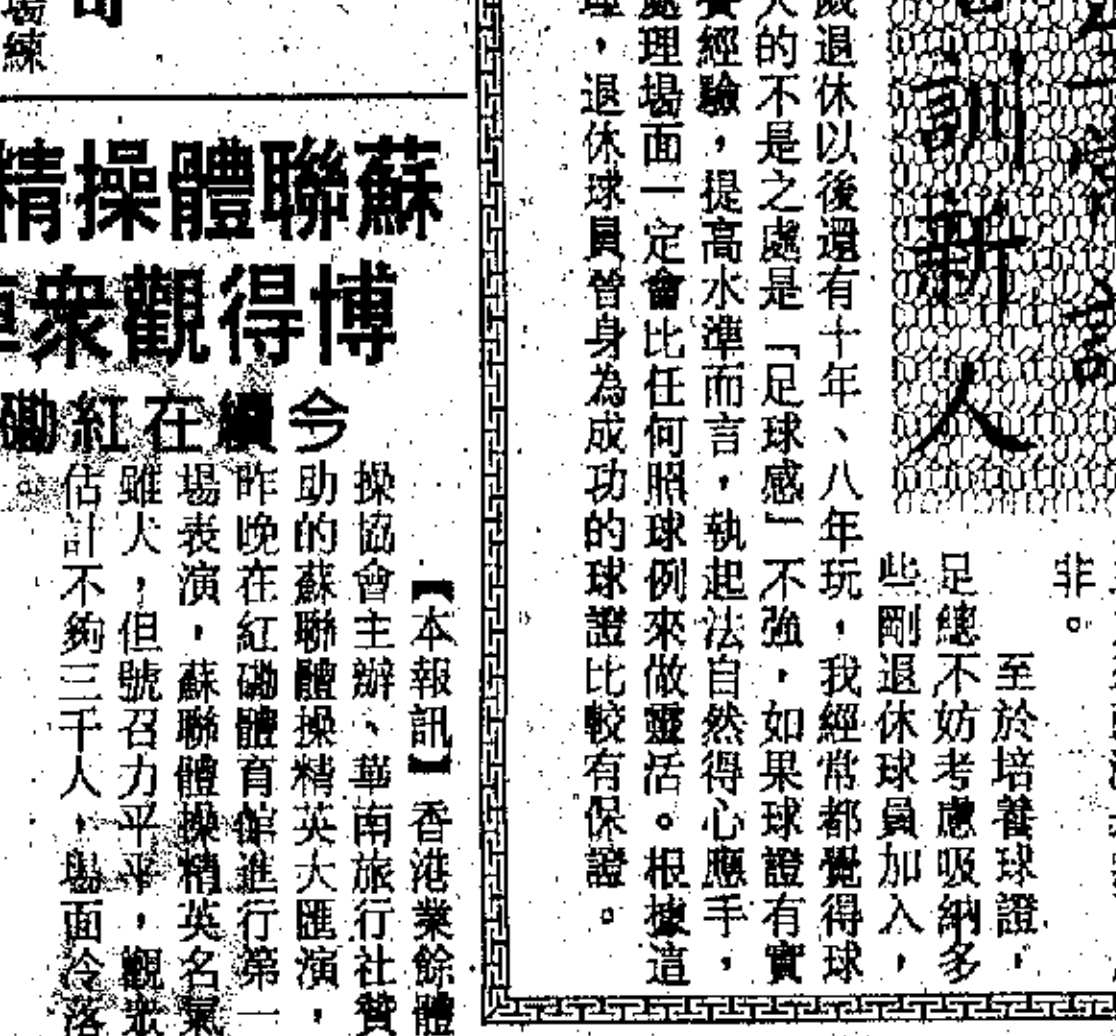 訓新人
非。
至於培養球證，
足總不妨考慮吸納多
些剛退休球員加入，
退休以後還有十年、八年玩，我經常都覺得球
的不是之處是「足球感」不強，如果球證有實
經驗，提高水準而言，執起法自然得心應手，
處理場面一定會比任何照球例來做靈活。根據這
理，退休球員曾身為成功的球證比較有保證。
場練
蘇聯體操精
博得觀衆
今續在紅磡
【本報訊】香港業餘體
操協會主辦、華南旅行社贊
助的蘇聯體操精英大匯演，
昨晚在紅磡體育館進行第一
場表演，蘇聯體操精英名氣
雖大，但號召力平平，觀衆
估計不夠三千人，場面冷落
。